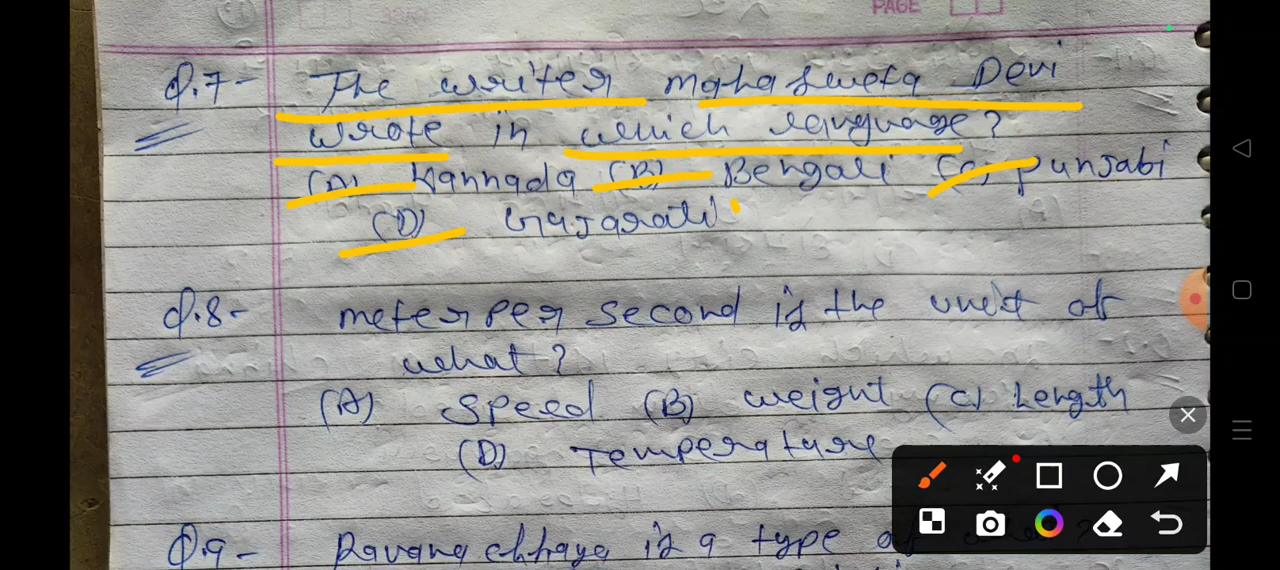 PAGE
Q.7- The writer Mahasweta Devi
wrote in which language?
(A) Kannada (B) Bengali (C) Punjabi
(D) Gujarati
Q.8- meter per second is the unit of
what?
(A) Speed (B) weight (C) Length
(D) Temperature
Q.9- Ravana chhaya is a type of